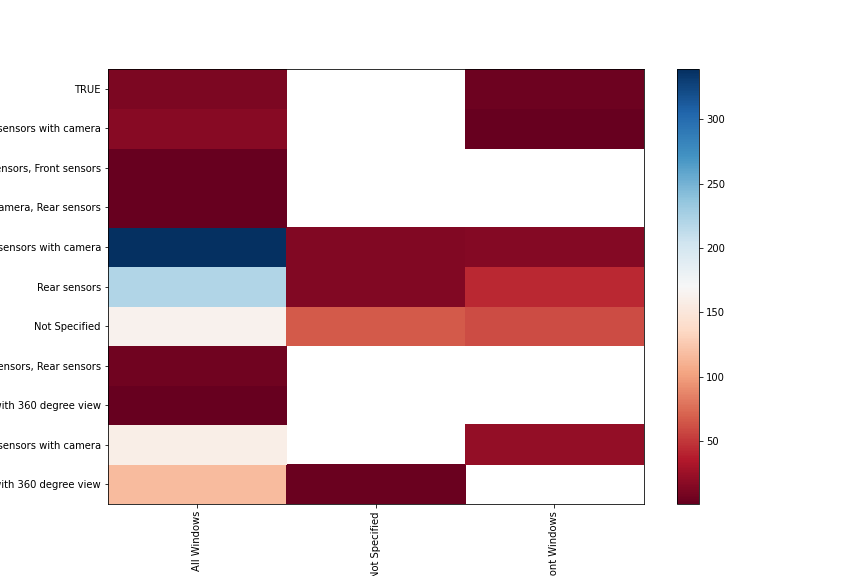 TRUE
sensors with camera
ensors, Front sensors
amera, Rear sensors
sensors with camera
Rear sensors
Not Specified
ensors, Rear sensors
with 360 degree view
sensors with camera
with 360 degree view
All Windows
Not Specified
ont Windows
300
250
200
150
100
50